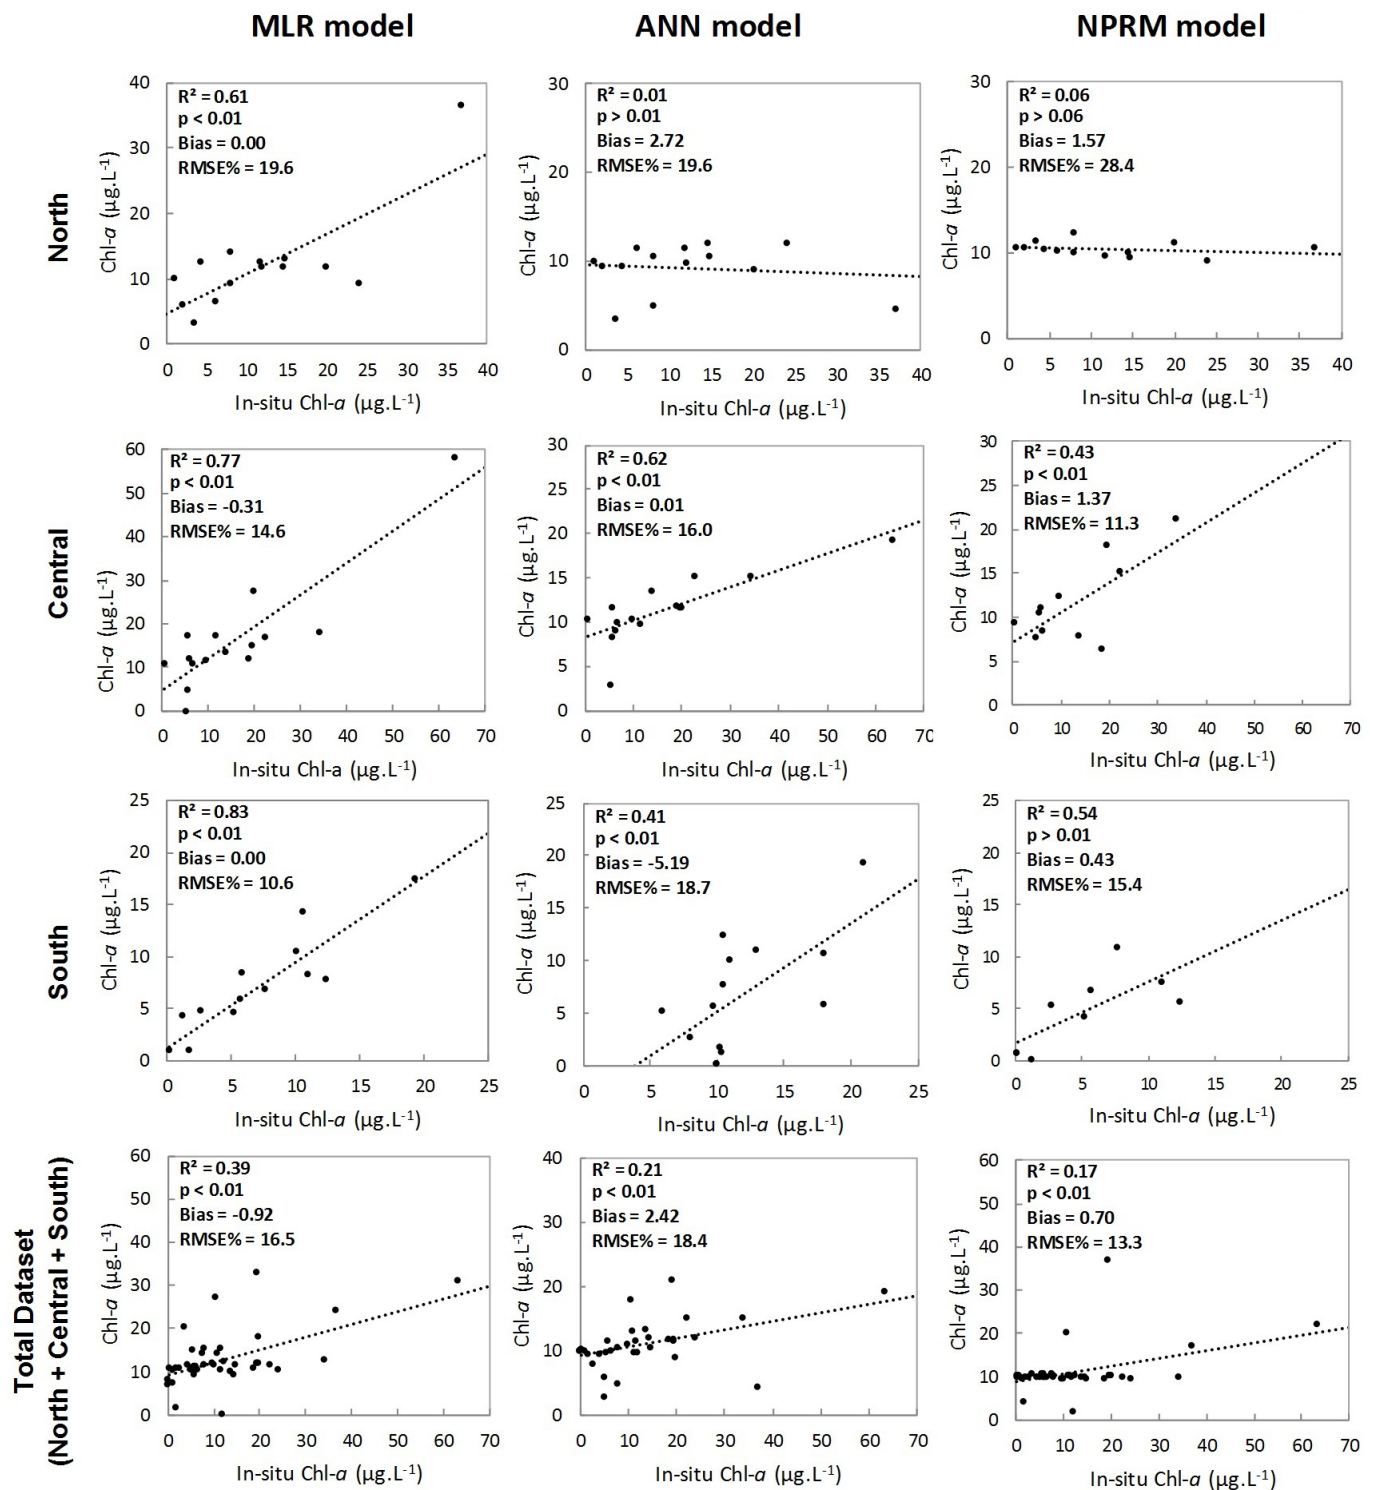 MLR model
ANN model
NPRM model
North
40
30
20
10
0
Chl-a (µg.L⁻¹)
R² = 0.61
p < 0.01
Bias = 0.00
RMSE% = 19.6
0 5 10 15 20 25 30 35 40
In-situ Chl-a (µg.L⁻¹)
30
20
10
0
Chl-a (µg.L⁻¹)
R² = 0.01
p > 0.01
Bias = 2.72
RMSE% = 19.6
0 5 10 15 20 25 30 35 40
In-situ Chl-a (µg.L⁻¹)
30
20
10
0
Chl-a (µg.L⁻¹)
R² = 0.06
p > 0.06
Bias = 1.57
RMSE% = 28.4
0 5 10 15 20 25 30 35 40
In-situ Chl-a (µg.L⁻¹)
Central
60
50
40
30
20
10
0
Chl-a (µg.L⁻¹)
R² = 0.77
p < 0.01
Bias = -0.31
RMSE% = 14.6
0 10 20 30 40 50 60 70
In-situ Chl-a (µg.L⁻¹)
30
25
20
15
10
5
0
Chl-a (µg.L⁻¹)
R² = 0.62
p < 0.01
Bias = 0.01
RMSE% = 16.0
0 10 20 30 40 50 60 70
In-situ Chl-a (µg.L⁻¹)
30
25
20
15
10
5
0
Chl-a (µg.L⁻¹)
R² = 0.43
p < 0.01
Bias = 1.37
RMSE% = 11.3
0 10 20 30 40 50 60 70
In-situ Chl-a (µg.L⁻¹)
South
25
20
15
10
5
0
Chl-a (µg.L⁻¹)
R² = 0.83
p < 0.01
Bias = 0.00
RMSE% = 10.6
0 5 10 15 20 25
In-situ Chl-a (µg.L⁻¹)
25
20
15
10
5
0
Chl-a (µg.L⁻¹)
R² = 0.41
p < 0.01
Bias = -5.19
RMSE% = 18.7
0 5 10 15 20 25
In-situ Chl-a (µg.L⁻¹)
25
20
15
10
5
0
Chl-a (µg.L⁻¹)
R² = 0.54
p > 0.01
Bias = 0.43
RMSE% = 15.4
0 5 10 15 20 25
In-situ Chl-a (µg.L⁻¹)
Total Dataset
(North + Central + South)
60
50
40
30
20
10
0
Chl-a (µg.L⁻¹)
R² = 0.39
p < 0.01
Bias = -0.92
RMSE% = 16.5
0 10 20 30 40 50 60 70
In-situ Chl-a (µg.L⁻¹)
40
30
20
10
0
Chl-a (µg.L⁻¹)
R² = 0.21
p < 0.01
Bias = 2.42
RMSE% = 18.4
0 10 20 30 40 50 60 70
In-situ Chl-a (µg.L⁻¹)
60
50
40
30
20
10
0
Chl-a (µg.L⁻¹)
R² = 0.17
p < 0.01
Bias = 0.70
RMSE% = 13.3
0 10 20 30 40 50 60 70
In-situ Chl-a (µg.L⁻¹)